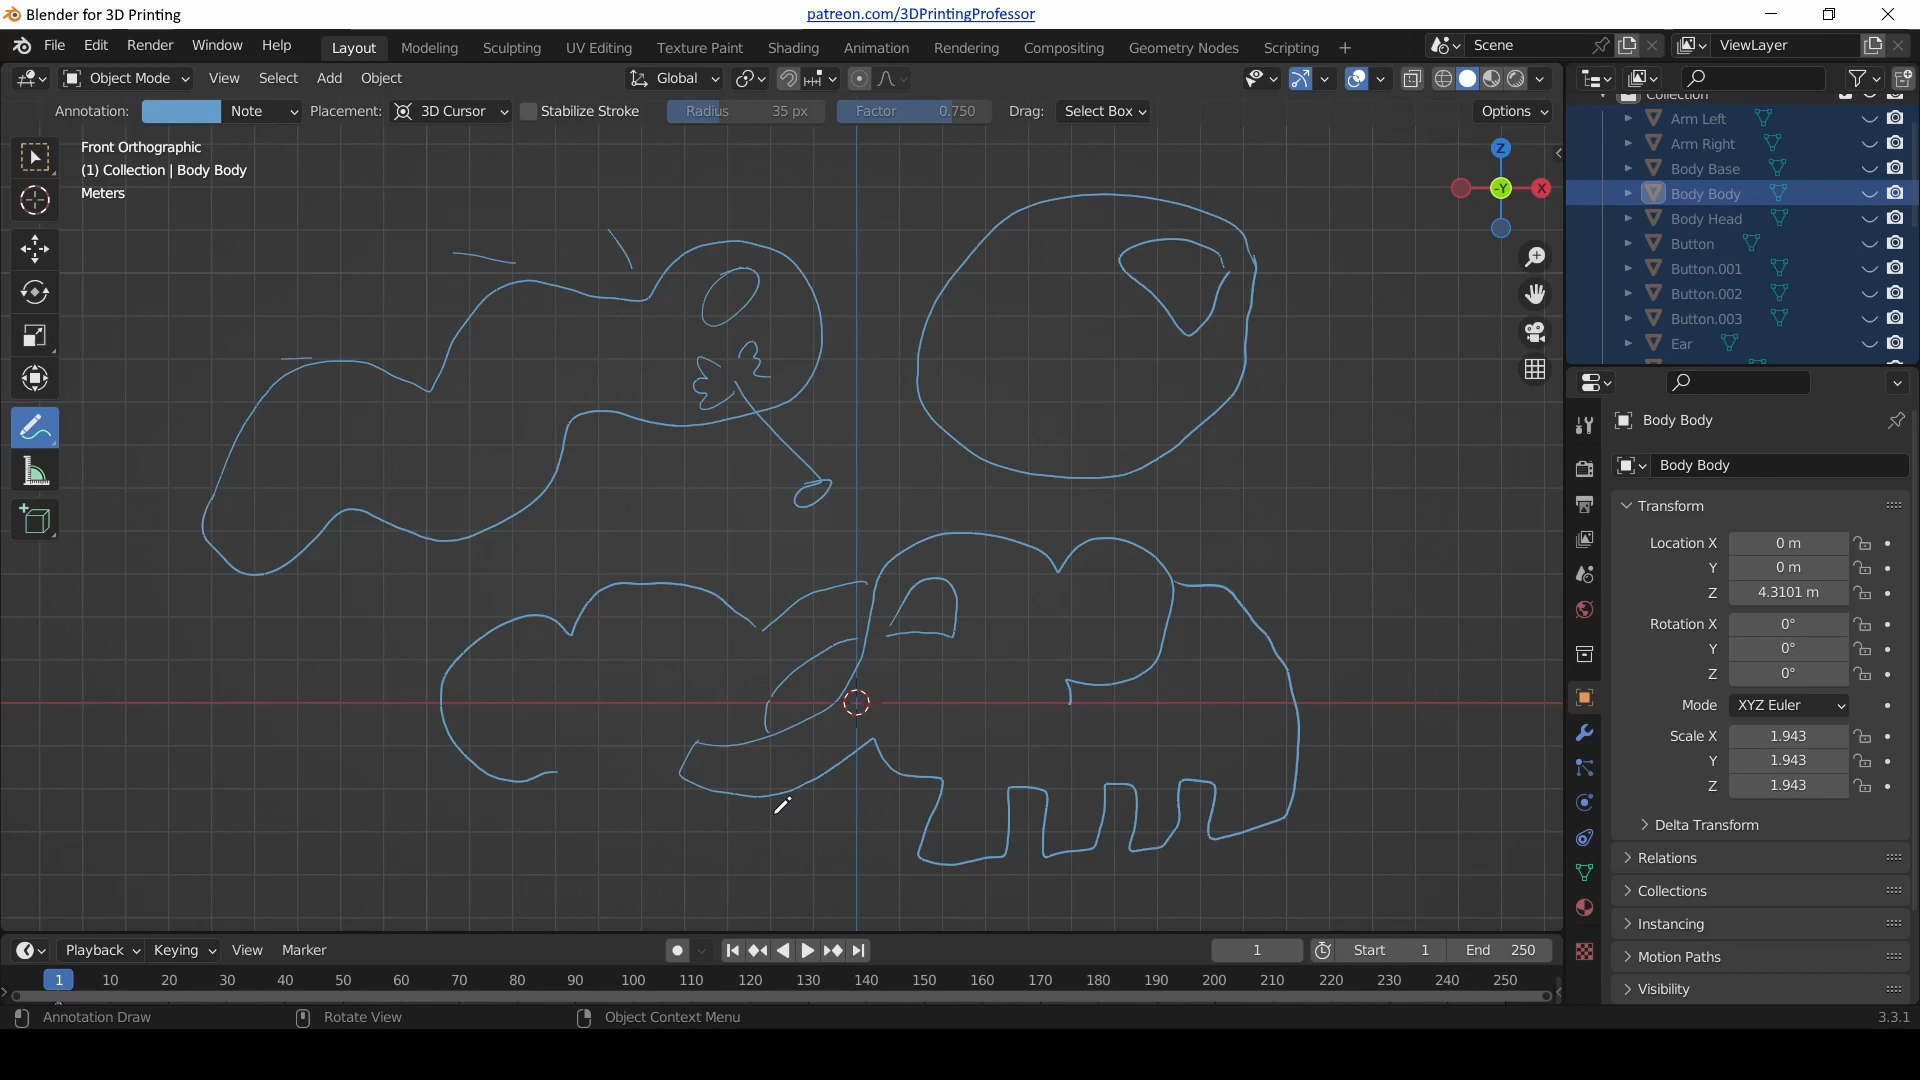 Blender for 3D Printing
patreon.com/3DPrintingProfessor
File Edit Render Window Help Layout Modeling Sculpting UV Editing Texture Paint Shading Animation Rendering Compositing Geometry Nodes Scripting + Scene ViewLayer
Object Mode View Select Add Object Global
Annotation: Note Placement: 3D Cursor Stabilize Stroke Radius 35 px Factor 0.750 Drag: Select Box Options
Front Orthographic
(1) Collection | Body Body
Meters
Z
-Y
X
Collection
Arm Left
Arm Right
Body Base
Body Body
Body Head
Button
Button.001
Button.002
Button.003
Ear
Body Body
Body Body
Transform
Location X 0 m
Y 0 m
Z 4.3101 m
Rotation X 0°
Y 0°
Z 0°
Mode XYZ Euler
Scale X 1.943
Y 1.943
Z 1.943
Delta Transform
Relations
Collections
Instancing
Motion Paths
Visibility
Playback Keying View Marker 1 Start 1 End 250
1 10 20 30 40 50 60 70 80 90 100 110 120 130 140 150 160 170 180 190 200 210 220 230 240 250
Annotation Draw Rotate View Object Context Menu 3.3.1